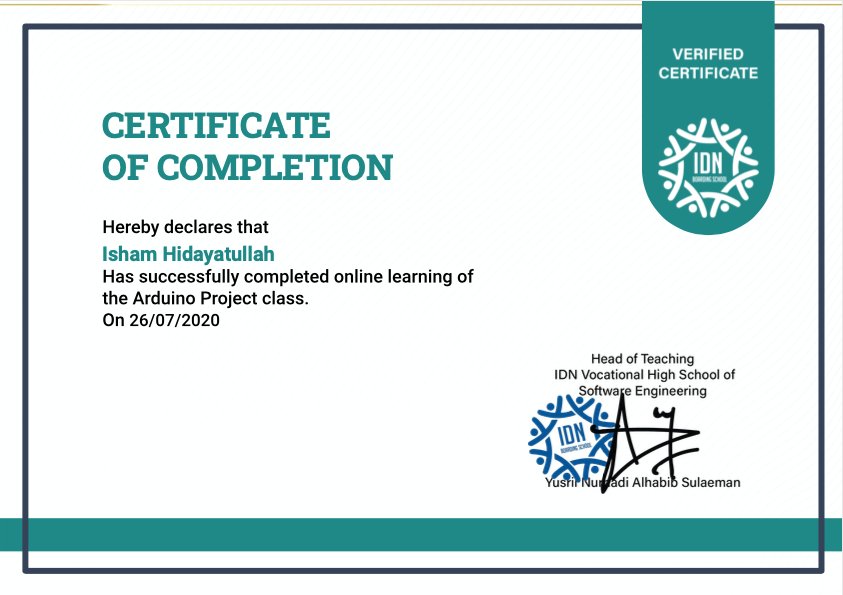 VERIFIED
CERTIFICATE
IDN
BOARDING SCHOOL
CERTIFICATE
OF COMPLETION
Hereby declares that
Isham Hidayatullah
Has successfully completed online learning of
the Arduino Project class.
On 26/07/2020
Head of Teaching
IDN Vocational High School of
Software Engineering
IDN
BOARDING SCHOOL
Yusril Alhabib Sulaeman